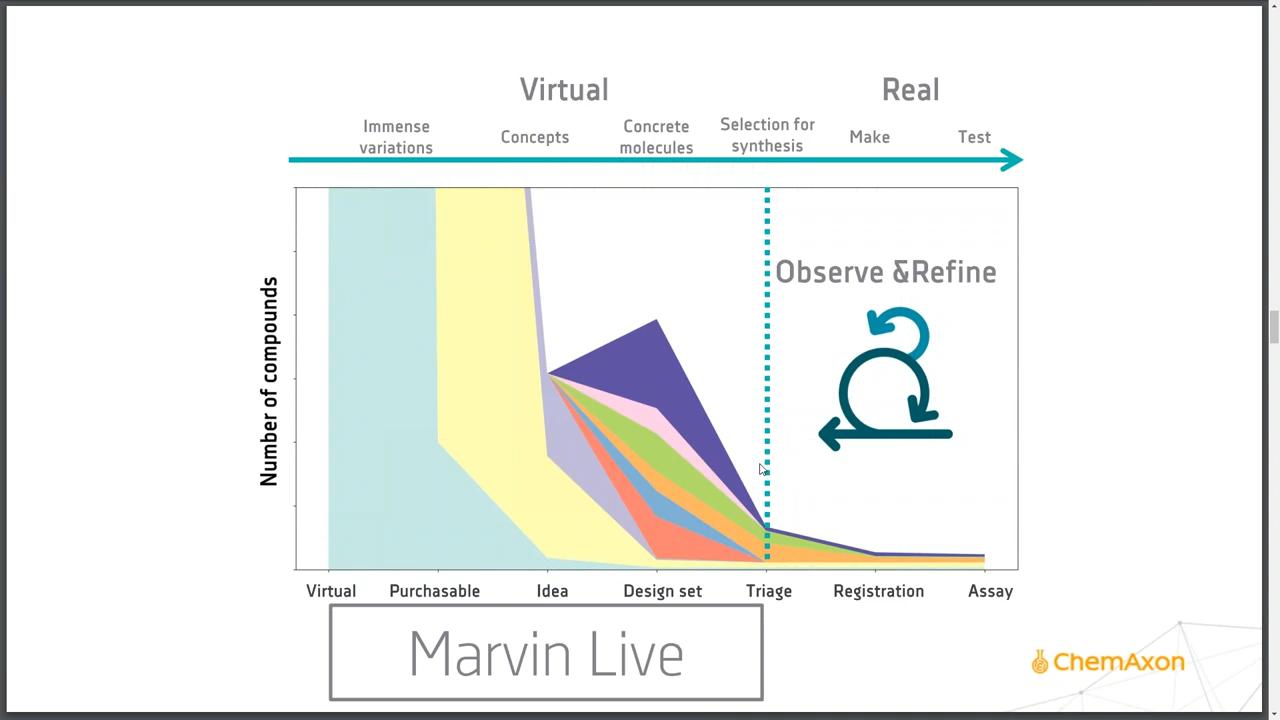 Virtual
Real
Immense
variations
Concepts
Concrete
molecules
Selection for
synthesis
Make
Test
Observe &Refine
Number of compounds
Virtual
Purchasable
Idea
Design set
Triage
Registration
Assay
Marvin Live
ChemAxon